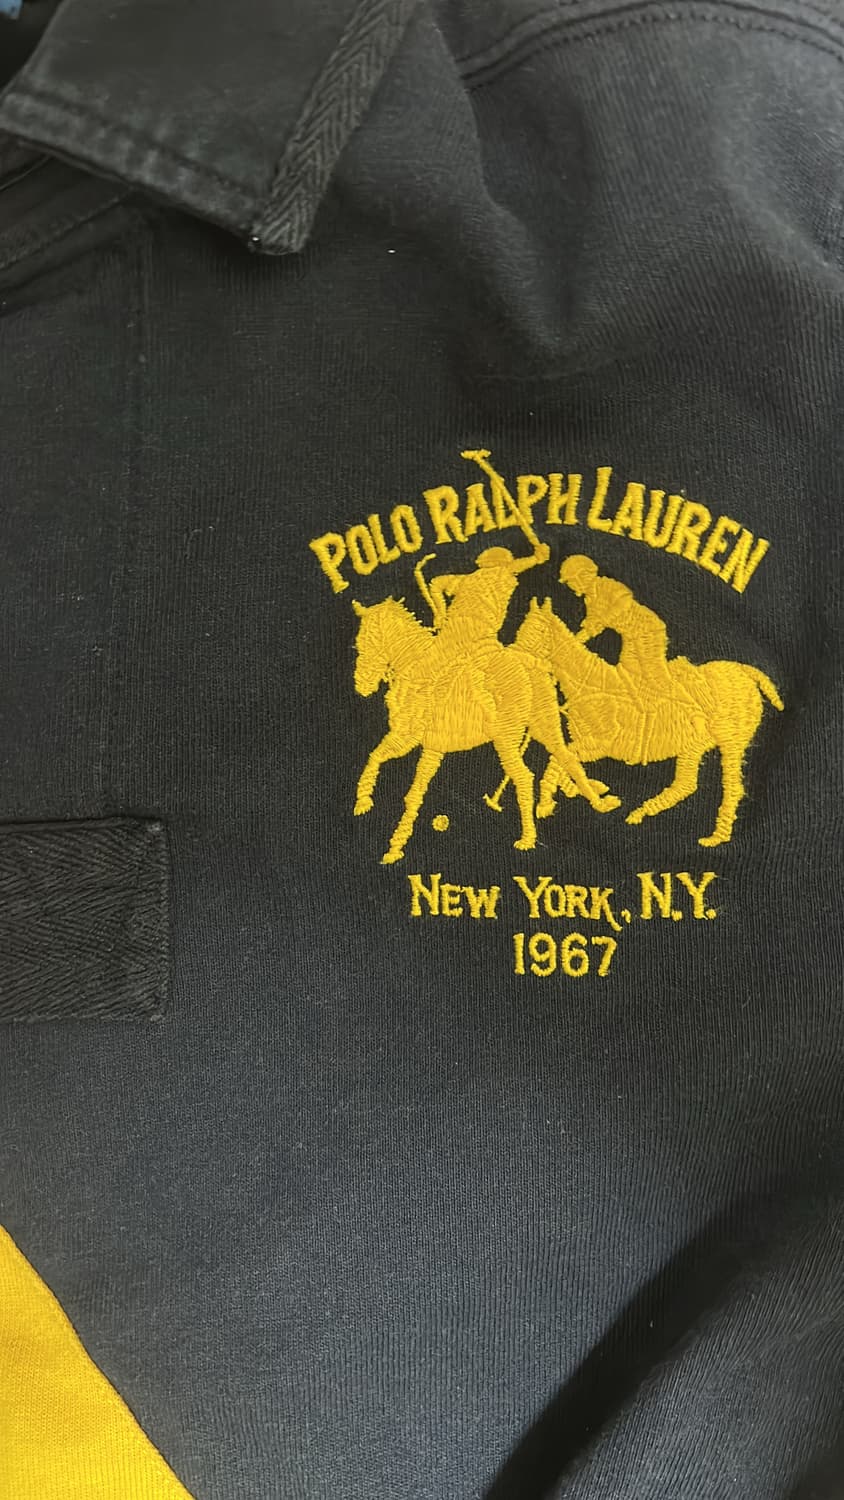 POLO RALPH LAUREN
NEW YORK, N.Y.
1967